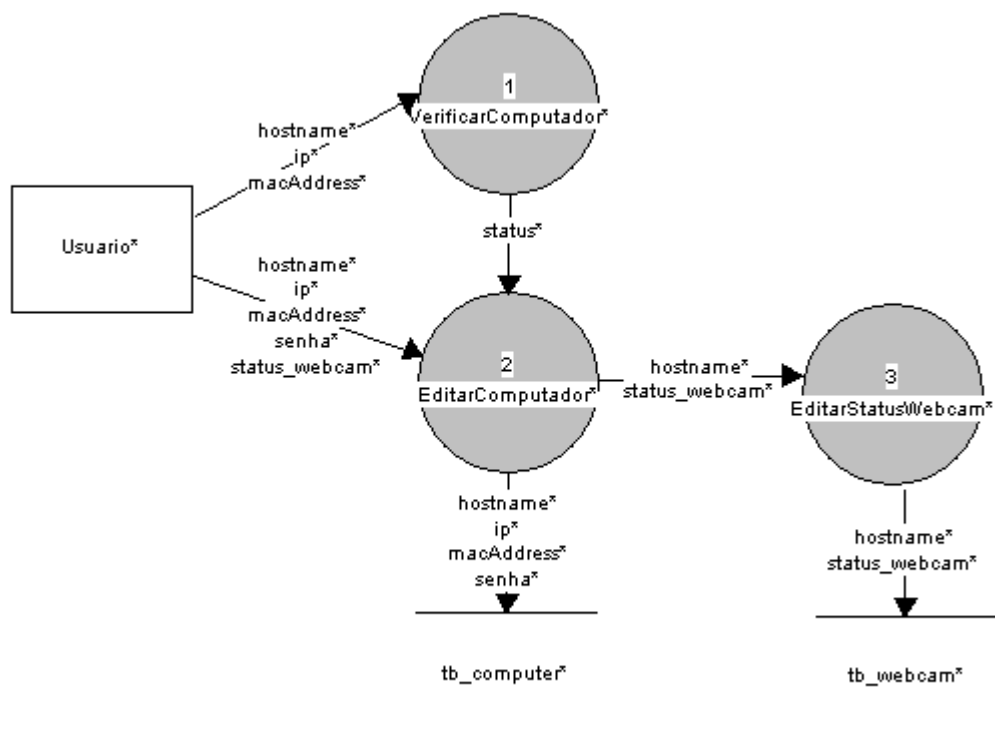 1
VerificarComputador*
hostname*
ip*
macAddress*
Usuario*
status*
hostname*
ip*
macAddress*
senha*
status_webcam*
2
EditarComputador*
hostname*
status_webcam*
3
EditarStatusWebcam*
hostname*
ip*
macAddress*
senha*
hostname*
status_webcam*
tb_computer*
tb_webcam*